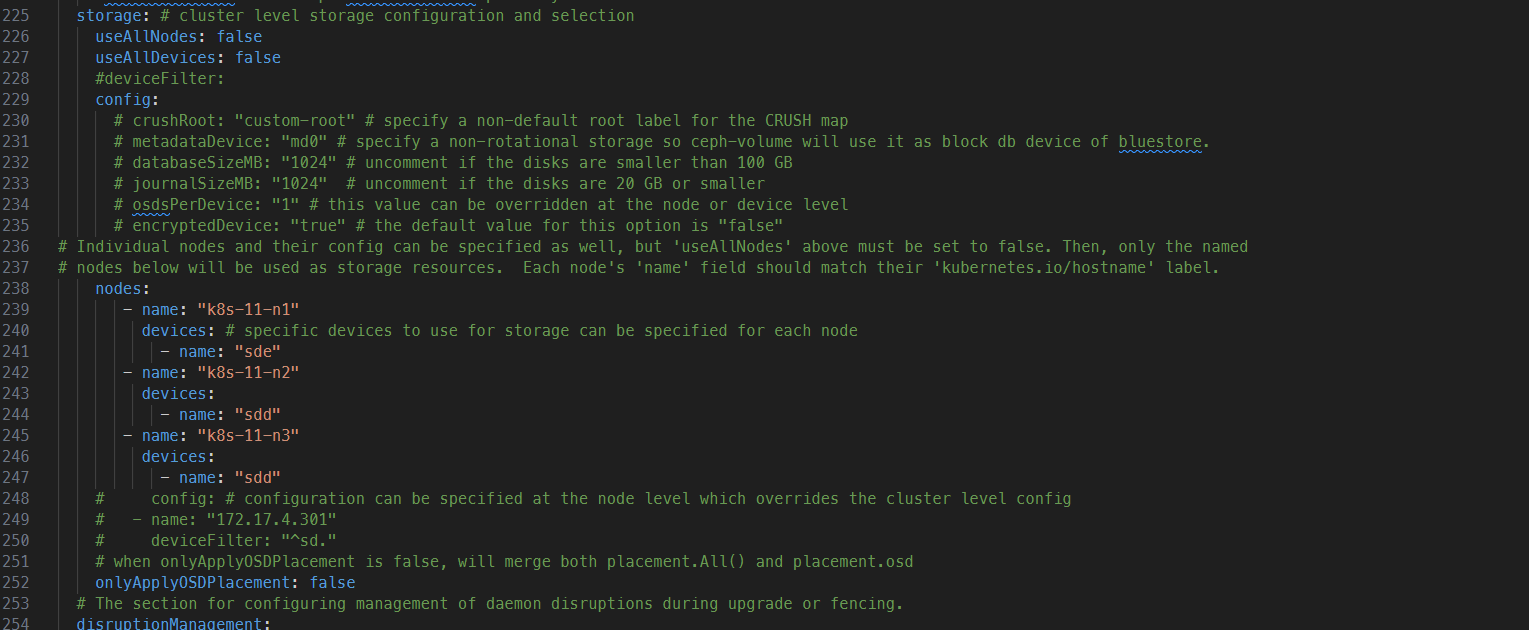 225 storage: # cluster level storage configuration and selection
226 useAllNodes: false
227 useAllDevices: false
228 #deviceFilter:
229 config:
230 # crushRoot: "custom-root" # specify a non-default root label for the CRUSH map
231 # metadataDevice: "md0" # specify a non-rotational storage so ceph-volume will use it as block db device of bluestore.
232 # databaseSizeMB: "1024" # uncomment if the disks are smaller than 100 GB
233 # journalSizeMB: "1024"  # uncomment if the disks are 20 GB or smaller
234 # osdsPerDevice: "1" # this value can be overridden at the node or device level
235 # encryptedDevice: "true" # the default value for this option is "false"
236 # Individual nodes and their config can be specified as well, but 'useAllNodes' above must be set to false. Then, only the named
237 # nodes below will be used as storage resources.  Each node's 'name' field should match their 'kubernetes.io/hostname' label.
238 nodes:
239 - name: "k8s-11-n1"
240 devices: # specific devices to use for storage can be specified for each node
241 - name: "sde"
242 - name: "k8s-11-n2"
243 devices:
244 - name: "sdd"
245 - name: "k8s-11-n3"
246 devices:
247 - name: "sdd"
248 #     config: # configuration can be specified at the node level which overrides the cluster level config
249 #   - name: "172.17.4.301"
250 #     deviceFilter: "^sd."
251 # when onlyApplyOSDPlacement is false, will merge both placement.All() and placement.osd
252 onlyApplyOSDPlacement: false
253 # The section for configuring management of daemon disruptions during upgrade or fencing.
254 disruptionManagement: